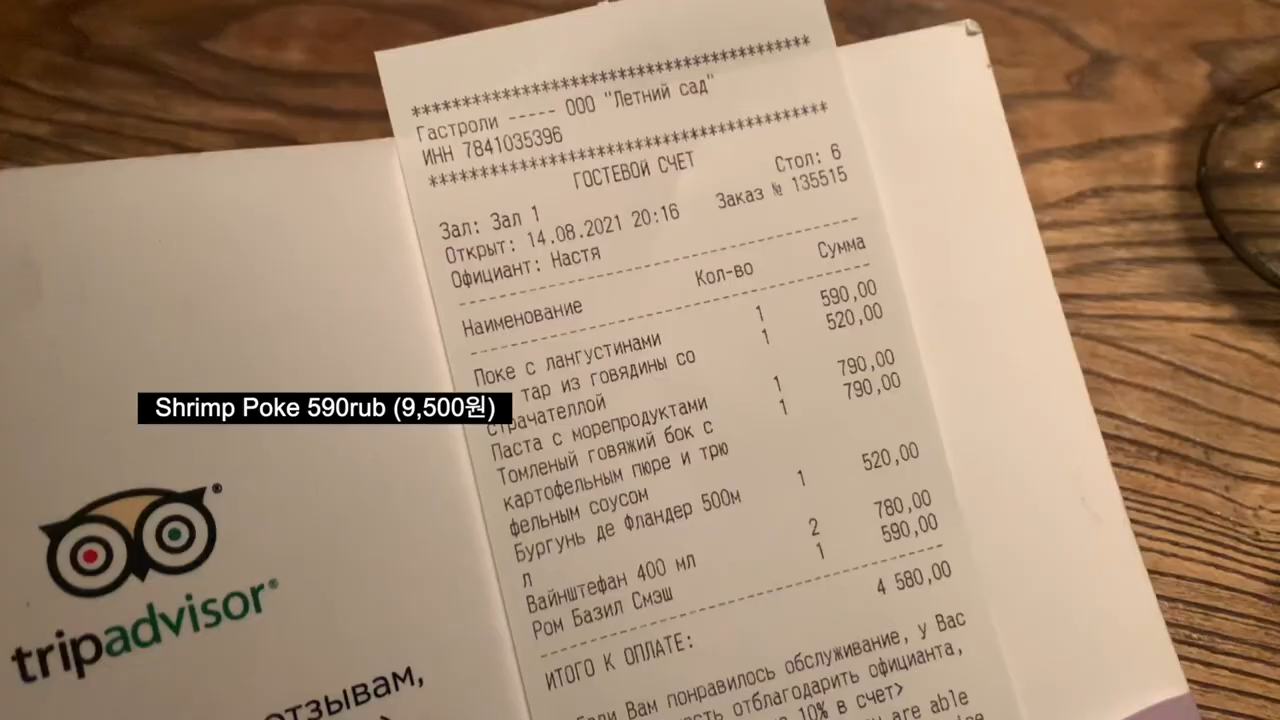 ******************************************
Гастроли ----- ООО "Летний сад"
ИНН 7841035396
******************************************
ГОСТЕВОЙ СЧЕТ
Зал: Зал 1 Стол: 6
Открыт: 14.08.2021 20:16 Заказ № 135515
Официант: Настя
Наименование Кол-во Сумма
Поке с лангустинами 1 590,00
тар из говядины со 1 520,00
страчателлой
Паста с морепродуктами 1 790,00
Томленый говяжий бок с 1 790,00
картофельным пюре и трю
фельным соусом
Бургунь де Фландер 500м 1 520,00
л
Вайнштефан 400 мл 2 780,00
Ром Базил Смэш 1 590,00
ИТОГО К ОПЛАТЕ: 4 580,00
Вам понравилось обслуживание, у Вас
отблагодарить официанта,
10% в счет>
are able
Shrimp Poke 590rub (9,500원)
tripadvisor®
отзывам,